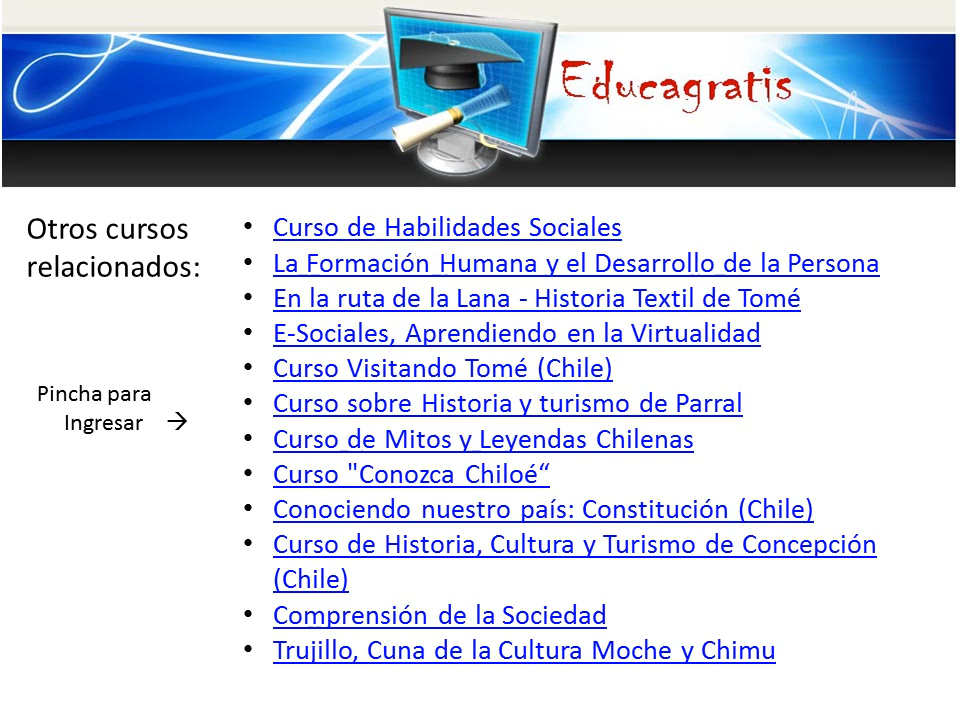 Educagratis
Otros cursos
relacionados:
Pincha para
Ingresar →
• Curso de Habilidades Sociales
• La Formación Humana y el Desarrollo de la Persona
• En la ruta de la Lana - Historia Textil de Tomé
• E-Sociales, Aprendiendo en la Virtualidad
• Curso Visitando Tomé (Chile)
• Curso sobre Historia y turismo de Parral
• Curso de Mitos y Leyendas Chilenas
• Curso "Conozca Chiloé“
• Conociendo nuestro país: Constitución (Chile)
• Curso de Historia, Cultura y Turismo de Concepción
(Chile)
• Comprensión de la Sociedad
• Trujillo, Cuna de la Cultura Moche y Chimu